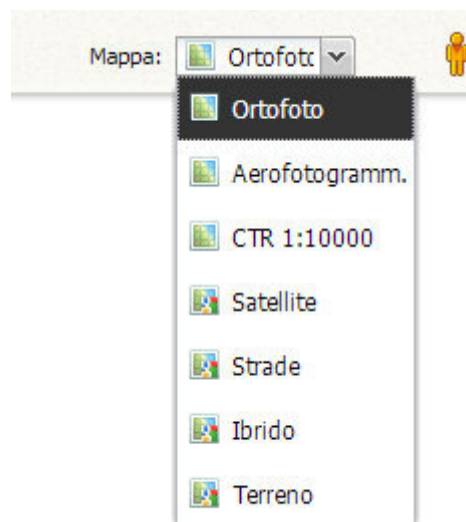 Mappa: Ortofoto
Ortofoto
Aerofotogramm.
CTR 1:10000
Satellite
Strade
Ibrido
Terreno